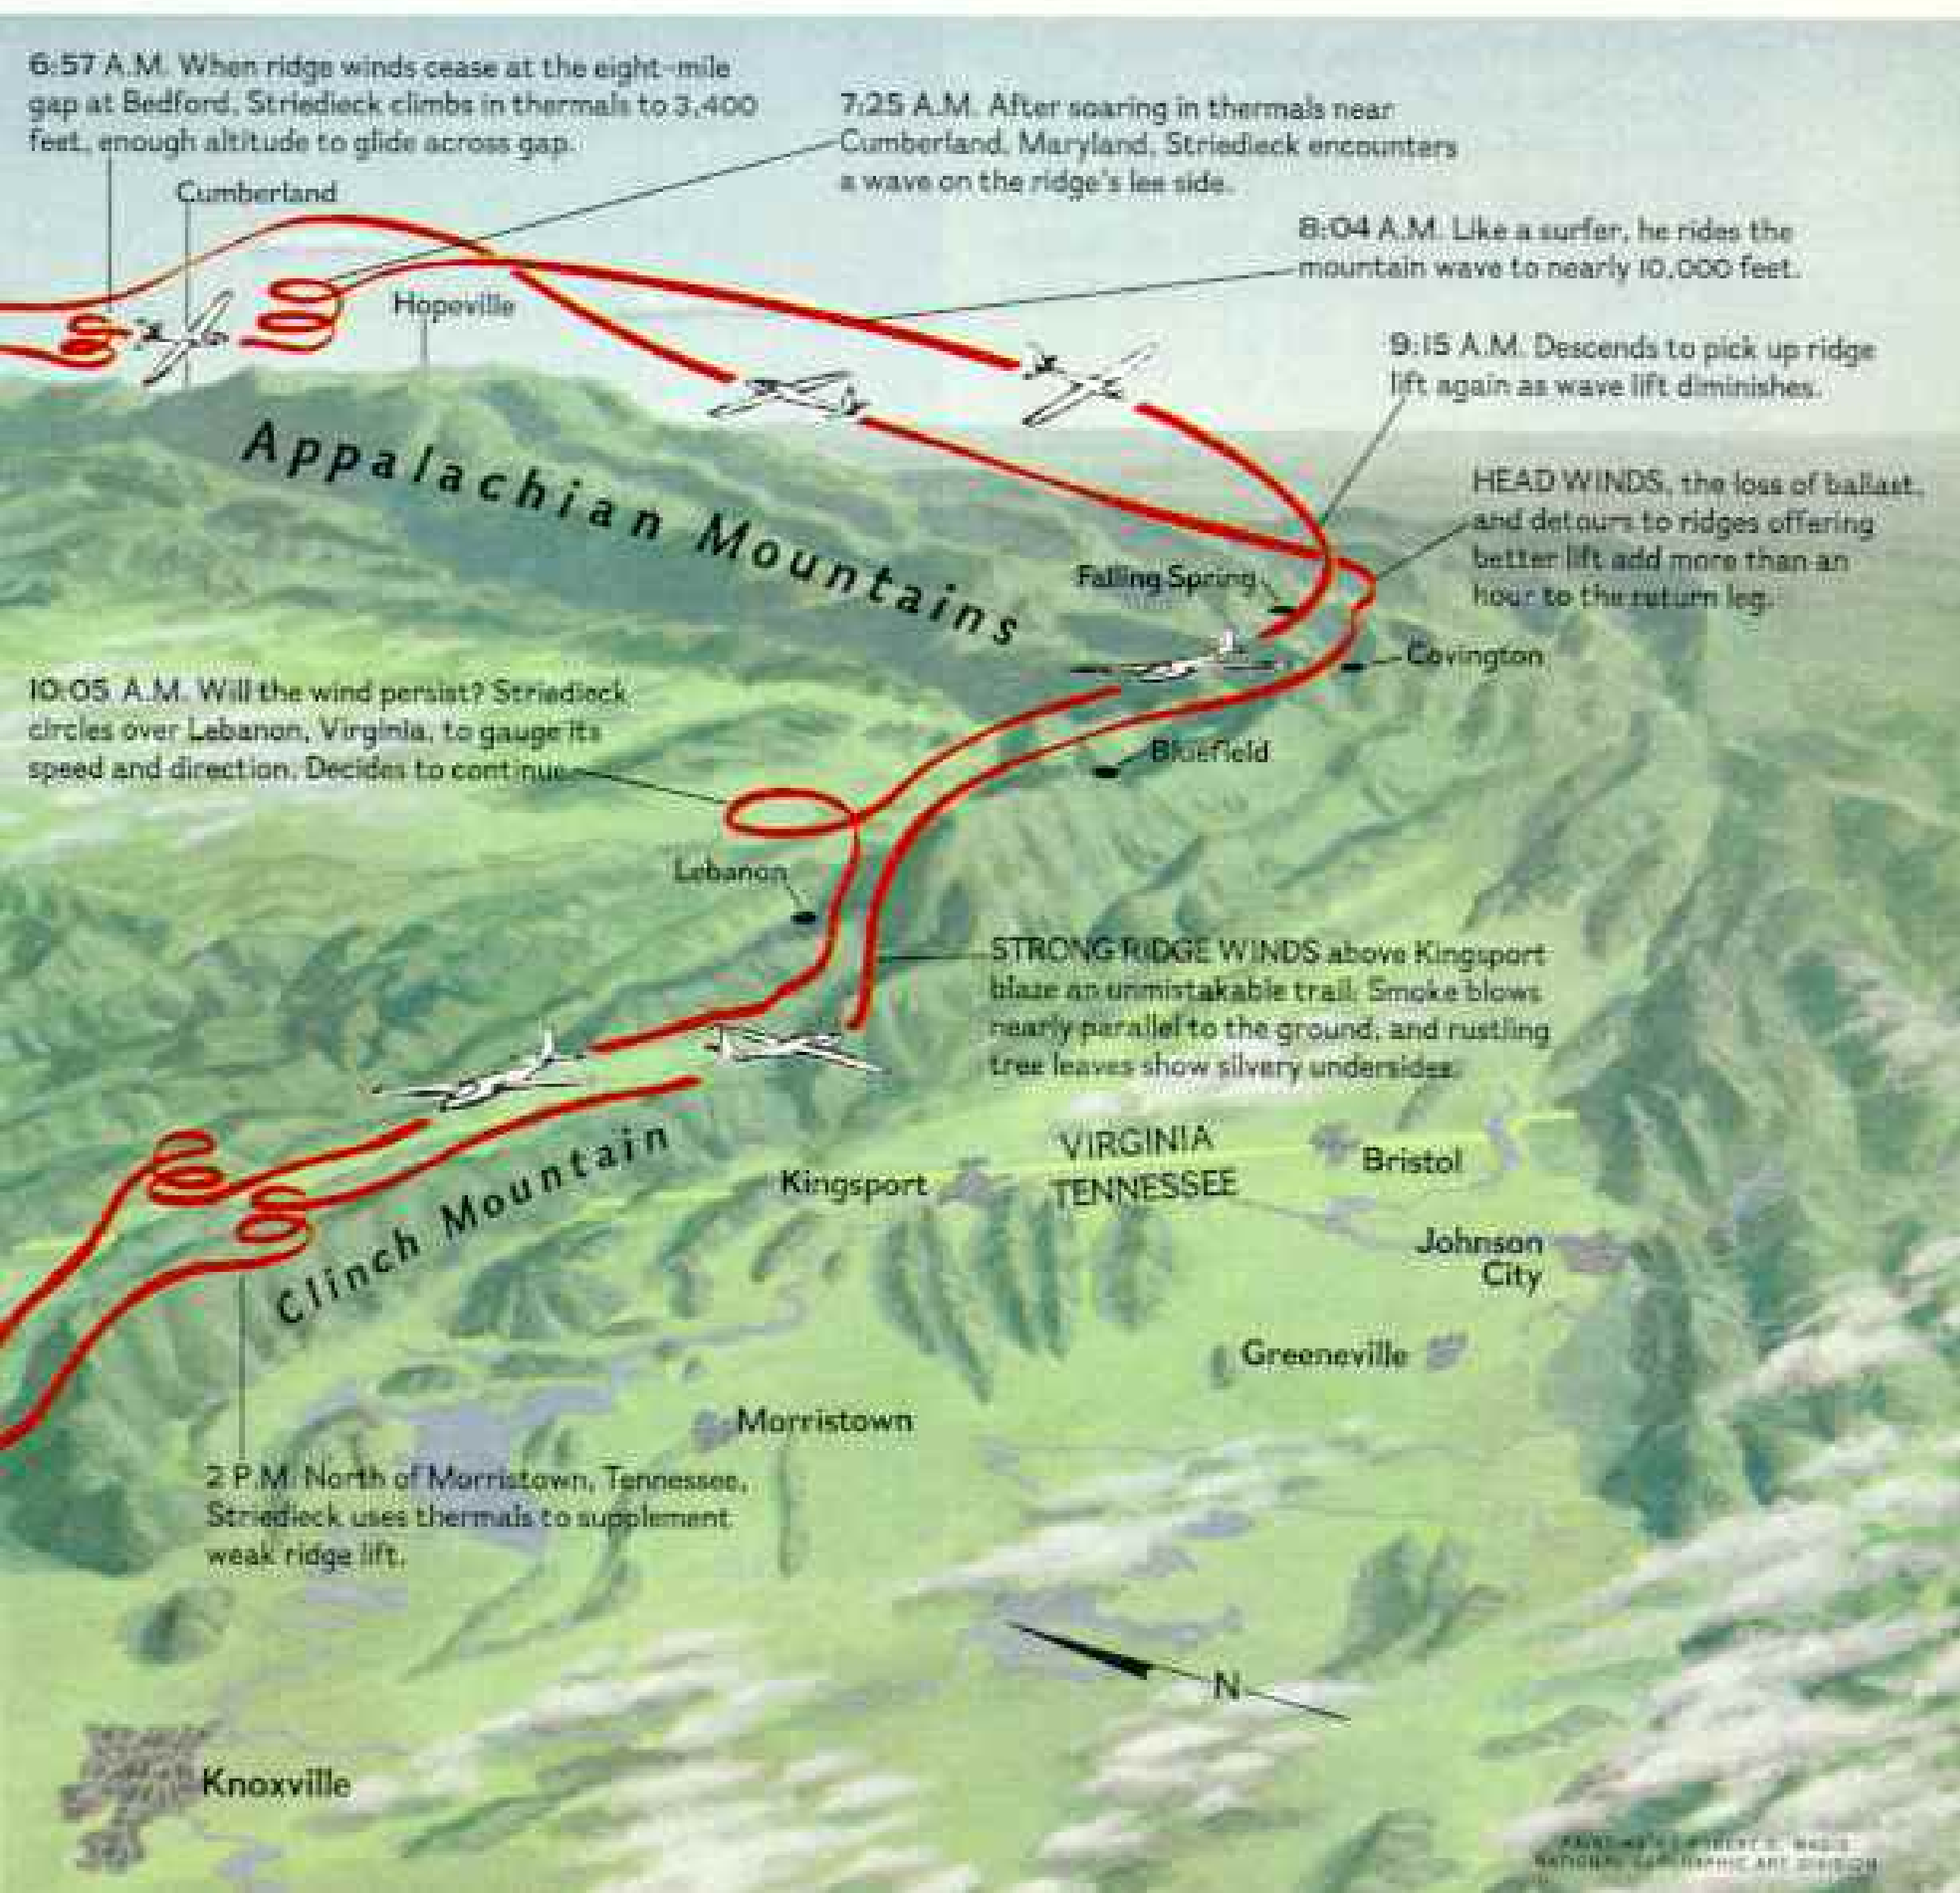 6:57 A.M. When ridge winds cease at the eight-mile
gap at Bedford, Striedieck climbs in thermals to 3,400
feet, enough altitude to glide across gap.
7:25 A.M. After soaring in thermals near
Cumberland, Maryland, Striedieck encounters
a wave on the ridge's lee side.
Cumberland
8:04 A.M. Like a surfer, he rides the
mountain wave to nearly 10,000 feet.
Hopeville
9:15 A.M. Descends to pick up ridge
lift again as wave lift diminishes.
Appalachian Mountains
HEAD WINDS, the loss of ballast,
and detours to ridges offering
better lift add more than an
hour to the return leg.
Falling Spring
Covington
10:05 A.M. Will the wind persist? Striedieck
circles over Lebanon, Virginia, to gauge its
speed and direction. Decides to continue.
Bluefield
Lebanon
STRONG RIDGE WINDS above Kingsport
blaze an unmistakable trail: Smoke blows
nearly parallel to the ground, and rustling
tree leaves show silvery undersides.
Clinch Mountain
VIRGINIA
TENNESSEE
Kingsport
Bristol
Johnson
City
Greeneville
Morristown
2 P.M. North of Morristown, Tennessee,
Striedieck uses thermals to supplement
weak ridge lift.
N
Knoxville
NATIONAL GEOGRAPHIC ART DIVISION